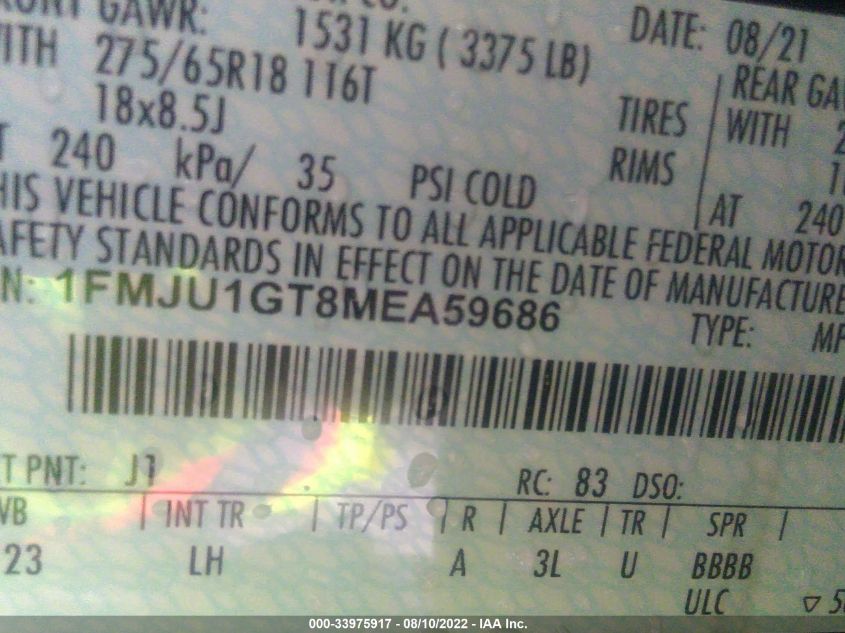 GAWR: 1531 KG ( 3375 LB) DATE: 08/21
WITH 275/65R18 116T TIRES REAR
18x8.5J RIMS WITH
240 kPa/ 35 PSI COLD AT 240
THIS VEHICLE CONFORMS TO ALL APPLICABLE FEDERAL MOTOR
SAFETY STANDARDS IN EFFECT ON THE DATE OF MANUFACTURE
1FMJU1GT8MEA59686
TYPE:
PNT: J1 RC: 83 DSO:
WB | INT TR | TP/PS | R | AXLE | TR | SPR |
23 LH A 3L U BBBB
ULC
000-33975917 - 08/10/2022 - IAA Inc.